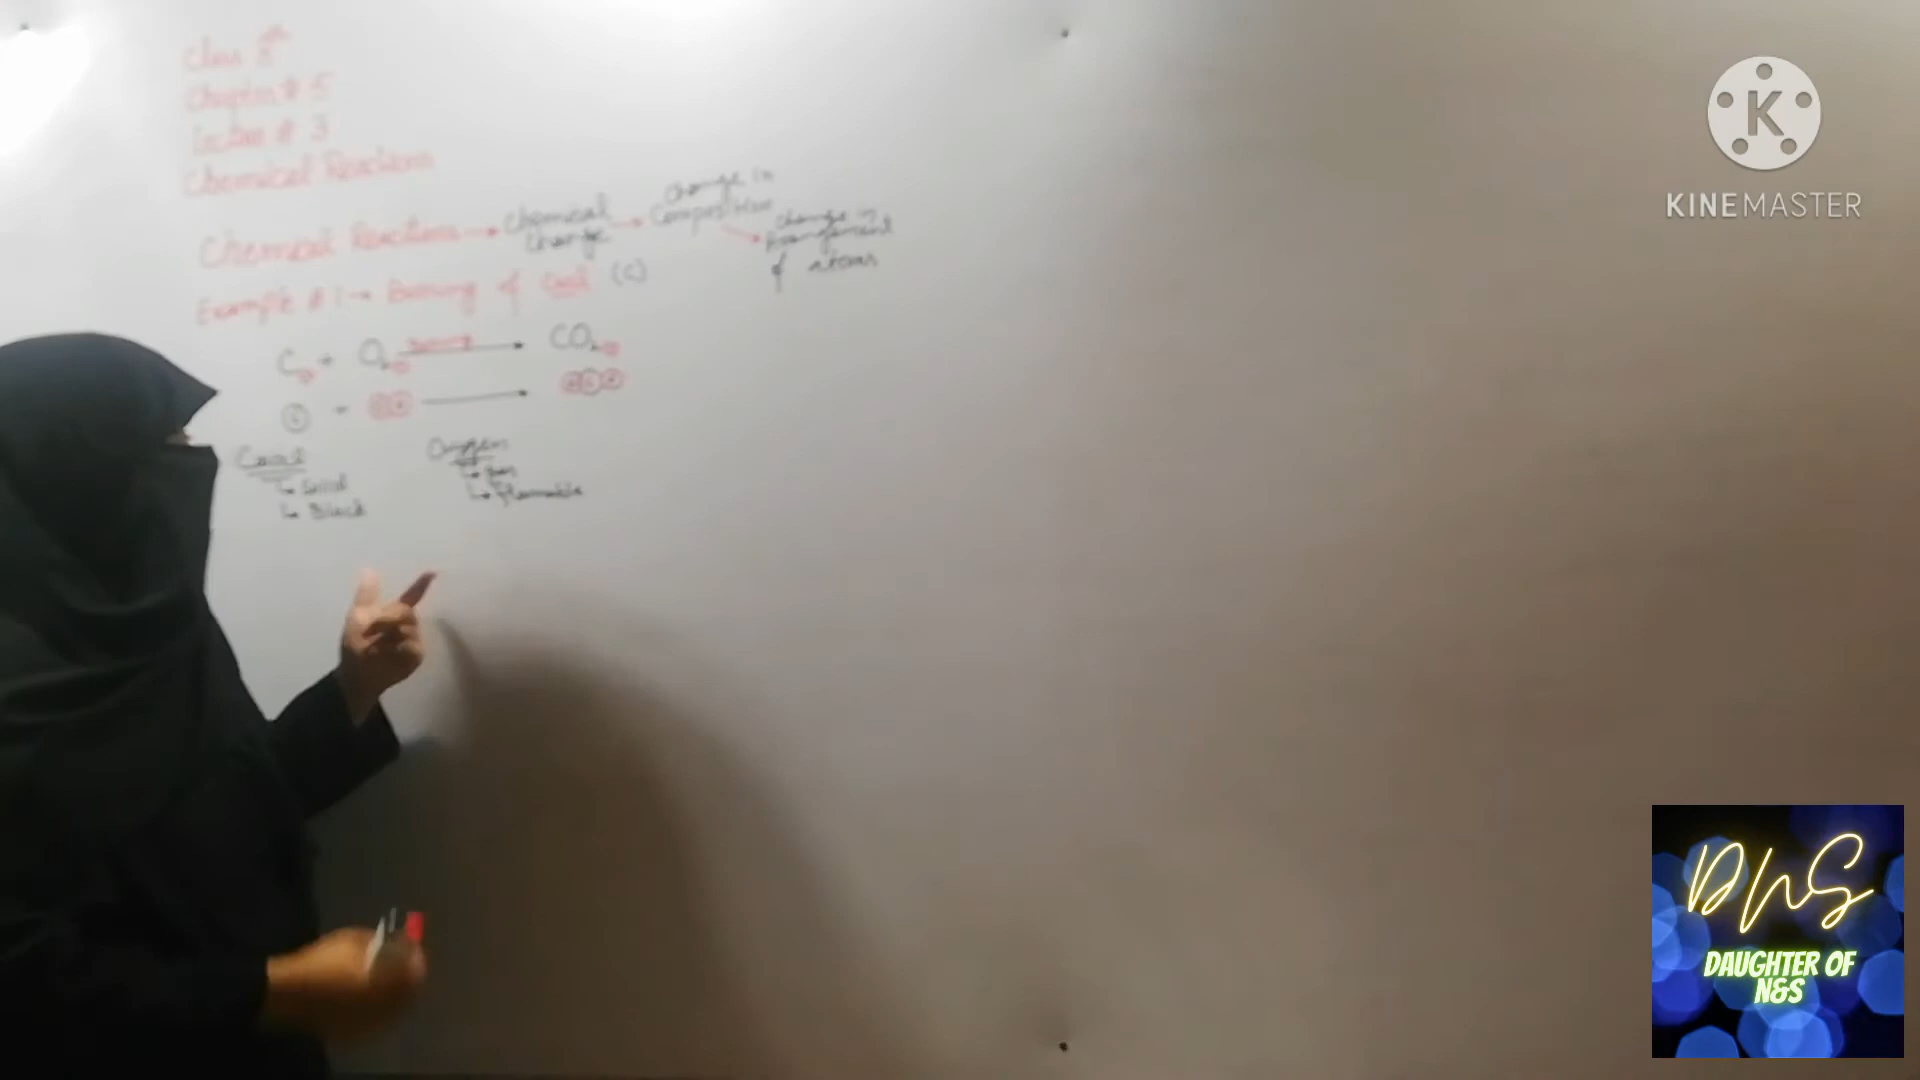 Class 8th
Chapter # 5
Lecture # 3
Chemical Reactions
Chemical Reactions → Chemical Change → Change in Composition → Change in Arrangement of atoms
Example # 1 → Burning of Coal (C)
C + O₂ → CO₂
C + →
Coal
↳ Solid
↳ Black
Oxygen
↳ Gas
↳ Flammable
K
KINEMASTER
DNS
DAUGHTER OF
N&S